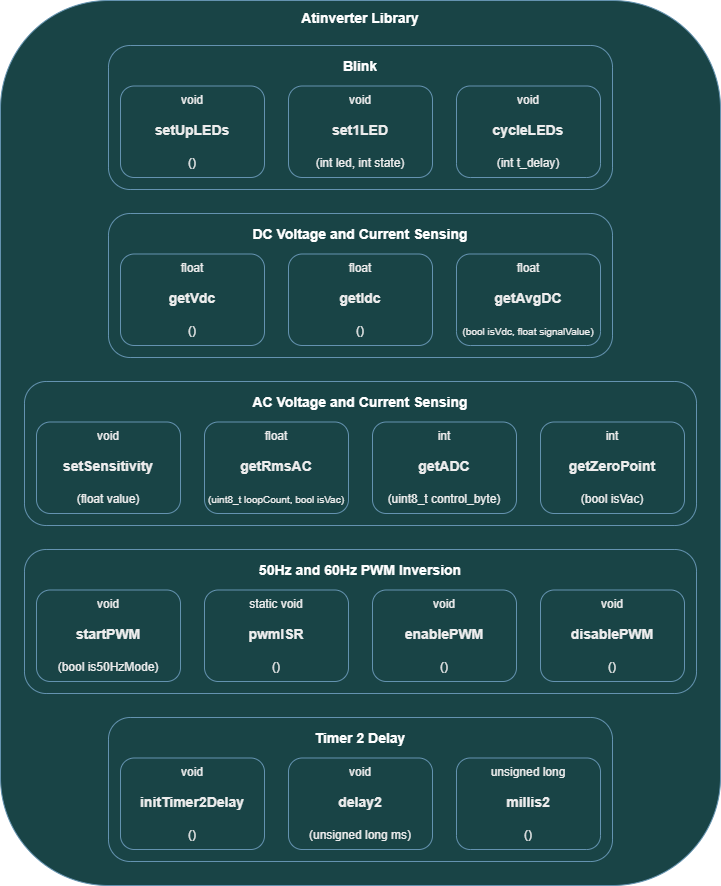 Atinverter Library
Blink
void
setUpLEDs
()
void
set1LED
(int led, int state)
void
cycleLEDs
(int t_delay)
DC Voltage and Current Sensing
float
getVdc
()
float
getIdc
()
float
getAvgDC
(bool isVdc, float signalValue)
AC Voltage and Current Sensing
void
setSensitivity
(float value)
float
getRmsAC
(uint8_t loopCount, bool isVac)
int
getADC
(uint8_t control_byte)
int
getZeroPoint
(bool isVac)
50Hz and 60Hz PWM Inversion
void
startPWM
(bool is50HzMode)
static void
pwmISR
()
void
enablePWM
()
void
disablePWM
()
Timer 2 Delay
void
initTimer2Delay
()
void
delay2
(unsigned long ms)
unsigned long
millis2
()